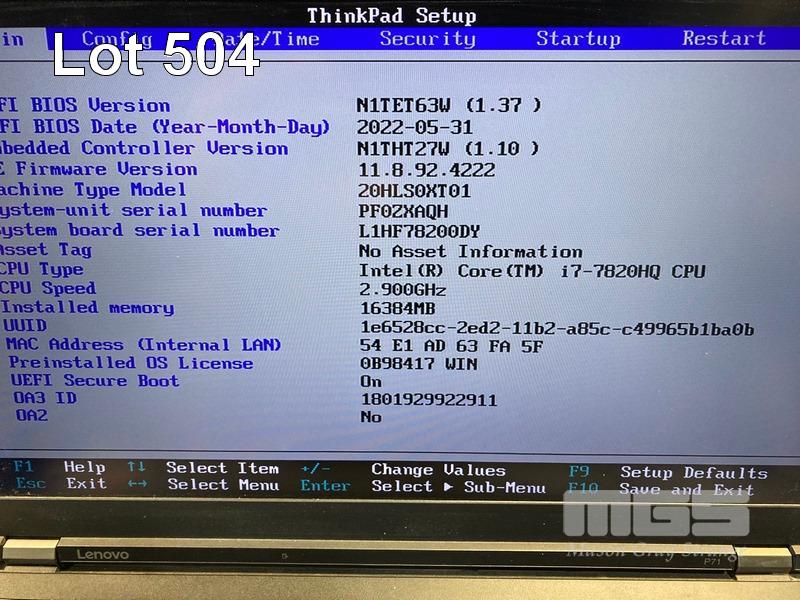 ThinkPad Setup
in Config Date/Time Security Startup Restart
Lot 504
FI BIOS Version N1TET63W (1.37 )
FI BIOS Date (Year-Month-Day) 2022-05-31
bedded Controller Version N1THT27W (1.10 )
E Firmware Version 11.8.92.4222
achine Type Model 20HLS0XT01
ystem-unit serial number PF0ZXAQH
ystem board serial number L1HF78200DY
Asset Tag No Asset Information
CPU Type Intel(R) Core(TM) i7-7820HQ CPU
CPU Speed 2.900GHz
Installed memory 16384MB
UUID 1e6528cc-2ed2-11b2-a85c-c49965b1ba0b
MAC Address (Internal LAN) 54 E1 AD 63 FA 5F
Preinstalled OS License 0B98417 WIN
UEFI Secure Boot On
OA3 ID 1801929922911
OA2 No
F1 Help ↑↓ Select Item +/- Change Values F9 Setup Defaults
Esc Exit ←→ Select Menu Enter Select ▶ Sub-Menu F10 Save and Exit
MGS
Mason Gray Strange
Lenovo
P71